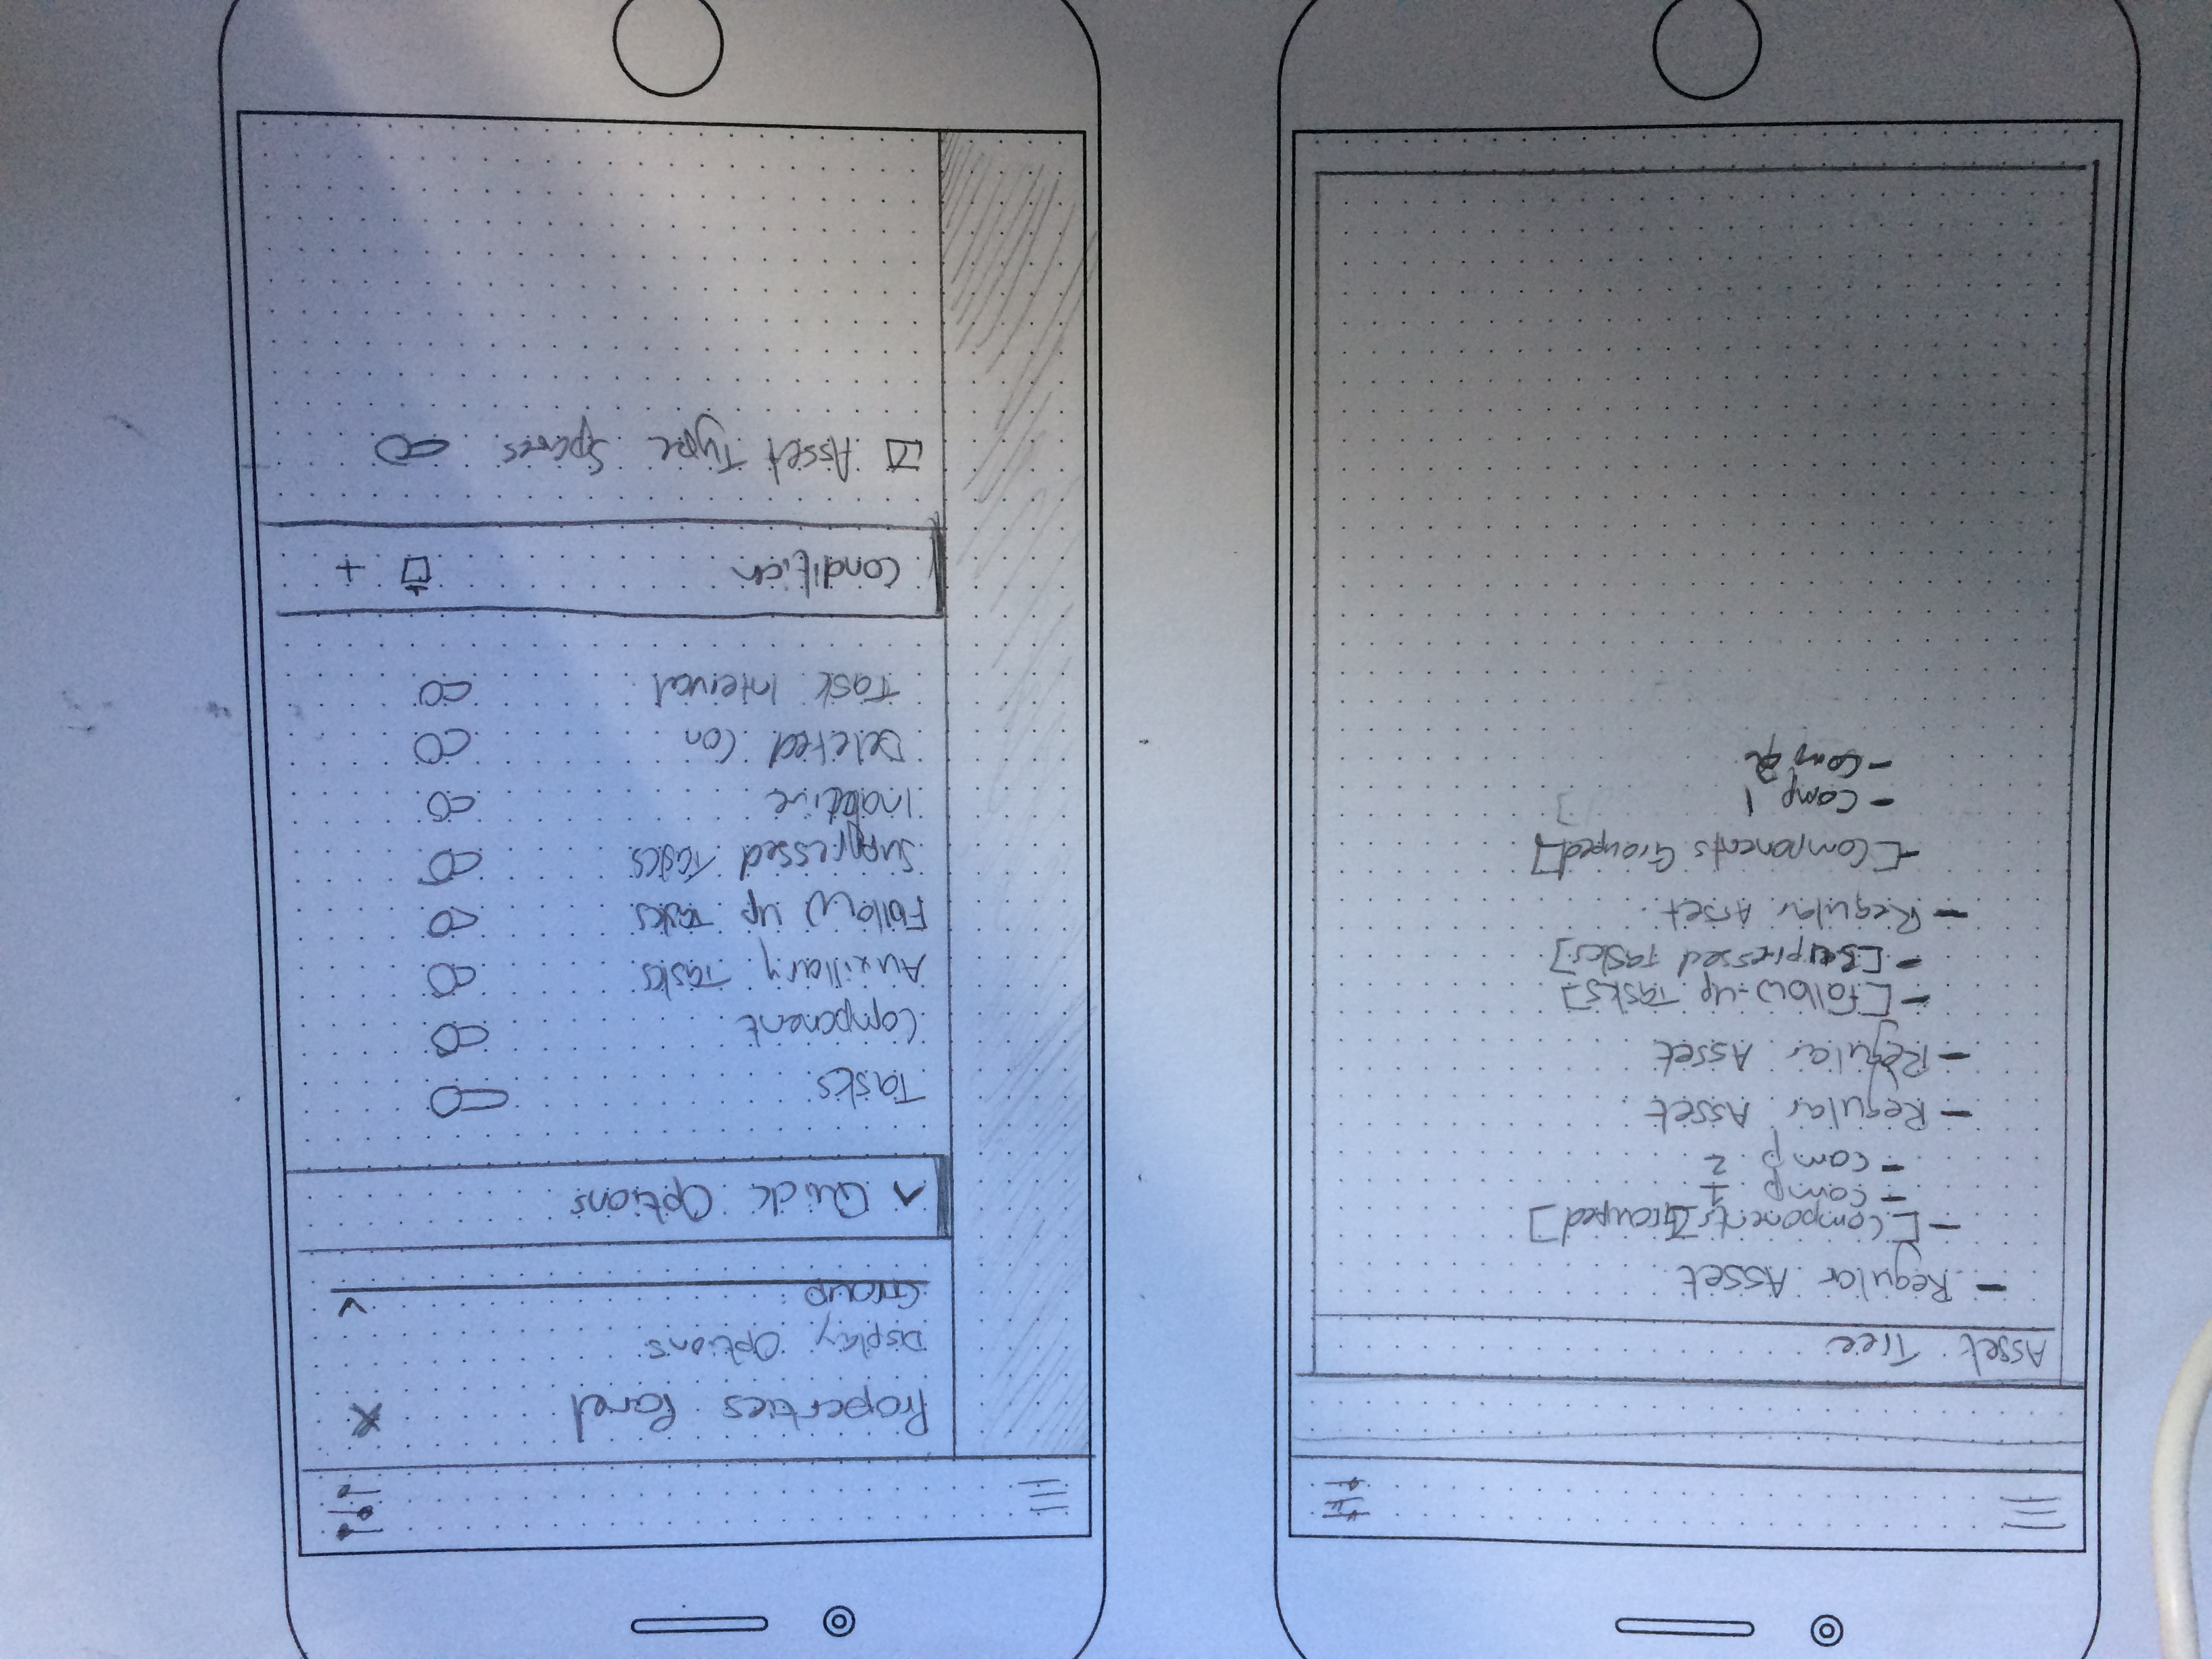 Asset Tree
- Regular Asset
- [Components Grouped]
- Comp 1
- Comp 2
- Regular Asset
- Regular Asset
- [Follow-up Tasks]
- [Surpressed Tasks]
- Regular Asset
- [Components Grouped]
]
- Comp 1
- Comp 2
Properties Panel X
Display Options
Group
Quick Options
Tasks
Component
Auxillary Tasks
Follow up Tasks
Suppressed Tasks
Inactive
Deleted Con
Task Interval
Condition +
Asset Type Spares